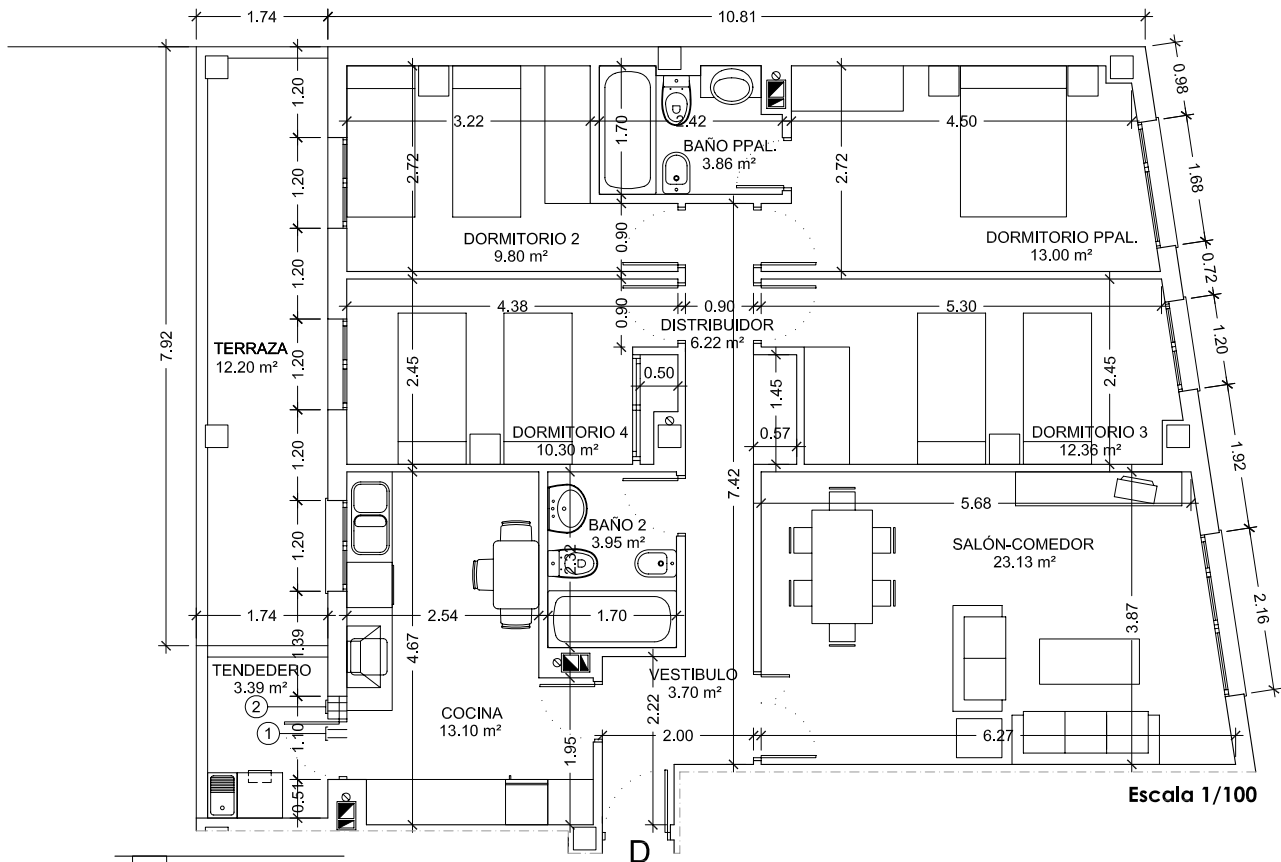 1.74
10.81
0.98
1.20
3.22
1.70
2.42
4.50
BAÑO PPAL.
3.86 m²
2.72
2.72
1.68
1.20
DORMITORIO 2
9.80 m²
0.90
DORMITORIO PPAL.
13.00 m²
0.72
1.20
4.38
0.90
0.90
5.30
DISTRIBUIDOR
6.22 m²
1.20
7.92
TERRAZA
12.20 m²
1.20
2.45
0.50
1.45
2.45
0.57
DORMITORIO 4
10.30 m²
DORMITORIO 3
12.36 m²
1.92
1.20
7.42
5.68
BAÑO 2
3.95 m²
SALÓN-COMEDOR
23.13 m²
1.20
2.32
1.74
2.54
1.70
2.16
1.39
4.67
3.87
TENDEDERO
3.39 m²
VESTIBULO
3.70 m²
2
1
COCINA
13.10 m²
2.22
1.10
1.95
2.00
6.27
0.51
Escala 1/100
D